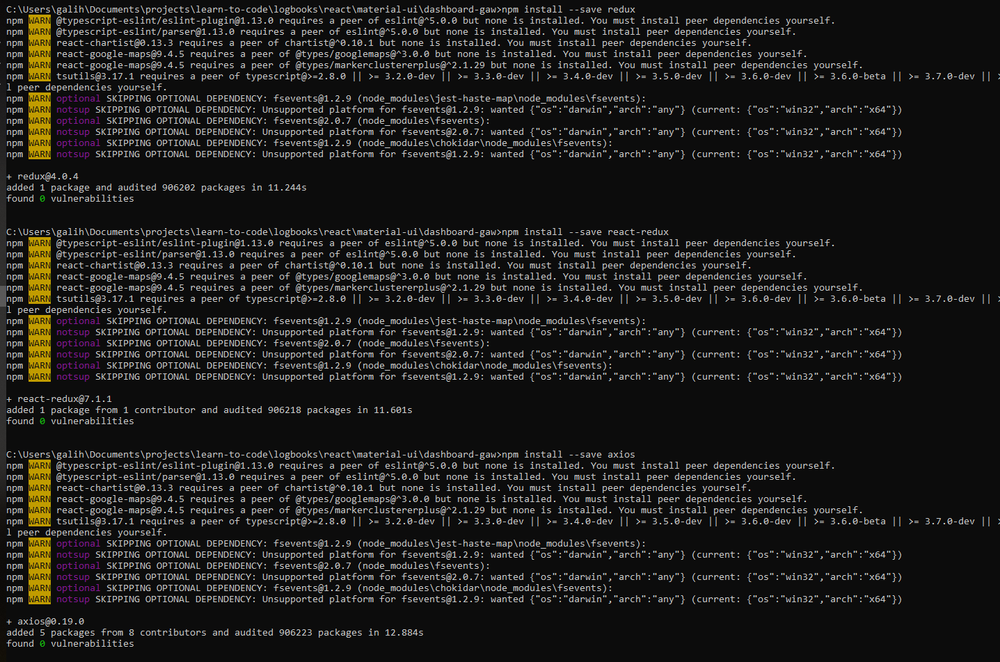 C:\Users\galih\Documents\projects\learn-to-code\logbooks\react\material-ui\dashboard-gaw>npm install --save redux
npm WARN @typescript-eslint/eslint-plugin@1.13.0 requires a peer of eslint@^5.0.0 but none is installed. You must install peer dependencies yourself.
npm WARN @typescript-eslint/parser@1.13.0 requires a peer of eslint@^5.0.0 but none is installed. You must install peer dependencies yourself.
npm WARN react-chartist@0.13.3 requires a peer of chartist@^0.10.1 but none is installed. You must install peer dependencies yourself.
npm WARN react-google-maps@9.4.5 requires a peer of @types/googlemaps@^3.0.0 but none is installed. You must install peer dependencies yourself.
npm WARN react-google-maps@9.4.5 requires a peer of @types/markerclustererplus@^2.1.29 but none is installed. You must install peer dependencies yourself.
npm WARN tsutils@3.17.1 requires a peer of typescript@>=2.8.0 || >= 3.2.0-dev || >= 3.3.0-dev || >= 3.4.0-dev || >= 3.5.0-dev || >= 3.6.0-dev || >= 3.6.0-beta || >= 3.7.0-dev || >
l peer dependencies yourself.
npm WARN optional SKIPPING OPTIONAL DEPENDENCY: fsevents@1.2.9 (node_modules\jest-haste-map\node_modules\fsevents):
npm WARN notsup SKIPPING OPTIONAL DEPENDENCY: Unsupported platform for fsevents@1.2.9: wanted {"os":"darwin","arch":"any"} (current: {"os":"win32","arch":"x64"})
npm WARN optional SKIPPING OPTIONAL DEPENDENCY: fsevents@2.0.7 (node_modules\fsevents):
npm WARN notsup SKIPPING OPTIONAL DEPENDENCY: Unsupported platform for fsevents@2.0.7: wanted {"os":"darwin","arch":"any"} (current: {"os":"win32","arch":"x64"})
npm WARN optional SKIPPING OPTIONAL DEPENDENCY: fsevents@1.2.9 (node_modules\chokidar\node_modules\fsevents):
npm WARN notsup SKIPPING OPTIONAL DEPENDENCY: Unsupported platform for fsevents@1.2.9: wanted {"os":"darwin","arch":"any"} (current: {"os":"win32","arch":"x64"})
+ redux@4.0.4
added 1 package and audited 906202 packages in 11.244s
found 0 vulnerabilities
C:\Users\galih\Documents\projects\learn-to-code\logbooks\react\material-ui\dashboard-gaw>npm install --save react-redux
npm WARN @typescript-eslint/eslint-plugin@1.13.0 requires a peer of eslint@^5.0.0 but none is installed. You must install peer dependencies yourself.
npm WARN @typescript-eslint/parser@1.13.0 requires a peer of eslint@^5.0.0 but none is installed. You must install peer dependencies yourself.
npm WARN react-chartist@0.13.3 requires a peer of chartist@^0.10.1 but none is installed. You must install peer dependencies yourself.
npm WARN react-google-maps@9.4.5 requires a peer of @types/googlemaps@^3.0.0 but none is installed. You must install peer dependencies yourself.
npm WARN react-google-maps@9.4.5 requires a peer of @types/markerclustererplus@^2.1.29 but none is installed. You must install peer dependencies yourself.
npm WARN tsutils@3.17.1 requires a peer of typescript@>=2.8.0 || >= 3.2.0-dev || >= 3.3.0-dev || >= 3.4.0-dev || >= 3.5.0-dev || >= 3.6.0-dev || >= 3.6.0-beta || >= 3.7.0-dev || >
l peer dependencies yourself.
npm WARN optional SKIPPING OPTIONAL DEPENDENCY: fsevents@1.2.9 (node_modules\jest-haste-map\node_modules\fsevents):
npm WARN notsup SKIPPING OPTIONAL DEPENDENCY: Unsupported platform for fsevents@1.2.9: wanted {"os":"darwin","arch":"any"} (current: {"os":"win32","arch":"x64"})
npm WARN optional SKIPPING OPTIONAL DEPENDENCY: fsevents@2.0.7 (node_modules\fsevents):
npm WARN notsup SKIPPING OPTIONAL DEPENDENCY: Unsupported platform for fsevents@2.0.7: wanted {"os":"darwin","arch":"any"} (current: {"os":"win32","arch":"x64"})
npm WARN optional SKIPPING OPTIONAL DEPENDENCY: fsevents@1.2.9 (node_modules\chokidar\node_modules\fsevents):
npm WARN notsup SKIPPING OPTIONAL DEPENDENCY: Unsupported platform for fsevents@1.2.9: wanted {"os":"darwin","arch":"any"} (current: {"os":"win32","arch":"x64"})
+ react-redux@7.1.1
added 1 package from 1 contributor and audited 906218 packages in 11.601s
found 0 vulnerabilities
C:\Users\galih\Documents\projects\learn-to-code\logbooks\react\material-ui\dashboard-gaw>npm install --save axios
npm WARN @typescript-eslint/eslint-plugin@1.13.0 requires a peer of eslint@^5.0.0 but none is installed. You must install peer dependencies yourself.
npm WARN @typescript-eslint/parser@1.13.0 requires a peer of eslint@^5.0.0 but none is installed. You must install peer dependencies yourself.
npm WARN react-chartist@0.13.3 requires a peer of chartist@^0.10.1 but none is installed. You must install peer dependencies yourself.
npm WARN react-google-maps@9.4.5 requires a peer of @types/googlemaps@^3.0.0 but none is installed. You must install peer dependencies yourself.
npm WARN react-google-maps@9.4.5 requires a peer of @types/markerclustererplus@^2.1.29 but none is installed. You must install peer dependencies yourself.
npm WARN tsutils@3.17.1 requires a peer of typescript@>=2.8.0 || >= 3.2.0-dev || >= 3.3.0-dev || >= 3.4.0-dev || >= 3.5.0-dev || >= 3.6.0-dev || >= 3.6.0-beta || >= 3.7.0-dev || >
l peer dependencies yourself.
npm WARN optional SKIPPING OPTIONAL DEPENDENCY: fsevents@1.2.9 (node_modules\jest-haste-map\node_modules\fsevents):
npm WARN notsup SKIPPING OPTIONAL DEPENDENCY: Unsupported platform for fsevents@1.2.9: wanted {"os":"darwin","arch":"any"} (current: {"os":"win32","arch":"x64"})
npm WARN optional SKIPPING OPTIONAL DEPENDENCY: fsevents@2.0.7 (node_modules\fsevents):
npm WARN notsup SKIPPING OPTIONAL DEPENDENCY: Unsupported platform for fsevents@2.0.7: wanted {"os":"darwin","arch":"any"} (current: {"os":"win32","arch":"x64"})
npm WARN optional SKIPPING OPTIONAL DEPENDENCY: fsevents@1.2.9 (node_modules\chokidar\node_modules\fsevents):
npm WARN notsup SKIPPING OPTIONAL DEPENDENCY: Unsupported platform for fsevents@1.2.9: wanted {"os":"darwin","arch":"any"} (current: {"os":"win32","arch":"x64"})
+ axios@0.19.0
added 5 packages from 8 contributors and audited 906223 packages in 12.884s
found 0 vulnerabilities